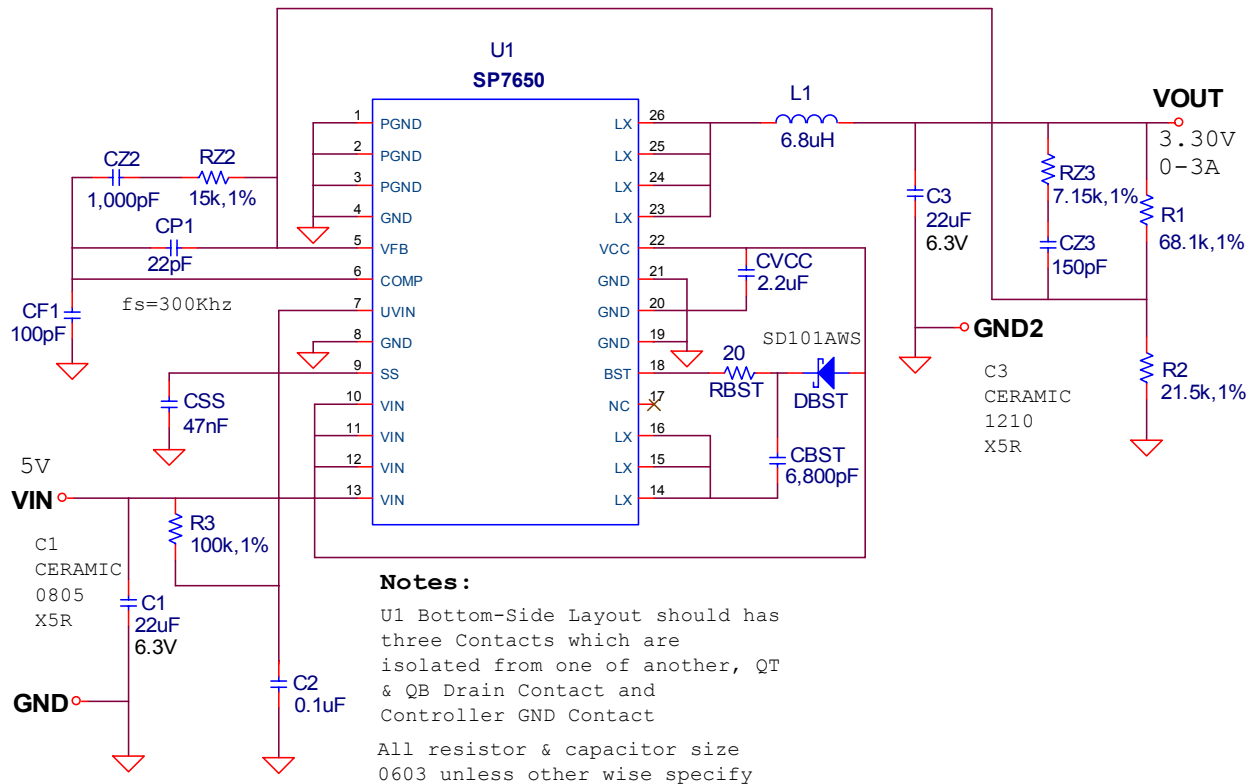 U1
SP7650
1 PGND
2 PGND
3 PGND
4 GND
5 VFB
6 COMP
7 UVIN
8 GND
9 SS
10 VIN
11 VIN
12 VIN
13 VIN
LX 26
LX 25
LX 24
LX 23
VCC 22
GND 21
GND 20
GND 19
BST 18
NC 17
LX 16
LX 15
LX 14
CZ2
1,000pF
RZ2
15k,1%
CP1
22pF
CF1
100pF
fs=300Khz
CSS
47nF
5V
VIN
R3
100k,1%
C1
CERAMIC
0805
X5R
C1
22uF
6.3V
GND
C2
0.1uF
L1
6.8uH
VOUT
3.30V
0-3A
C3
22uF
6.3V
RZ3
7.15k,1%
CZ3
150pF
R1
68.1k,1%
CVCC
2.2uF
GND2
SD101AWS
20
RBST
DBST
CBST
6,800pF
C3
CERAMIC
1210
X5R
R2
21.5k,1%
Notes:
U1 Bottom-Side Layout should has
three Contacts which are
isolated from one of another, QT
& QB Drain Contact and
Controller GND Contact
All resistor & capacitor size
0603 unless other wise specify